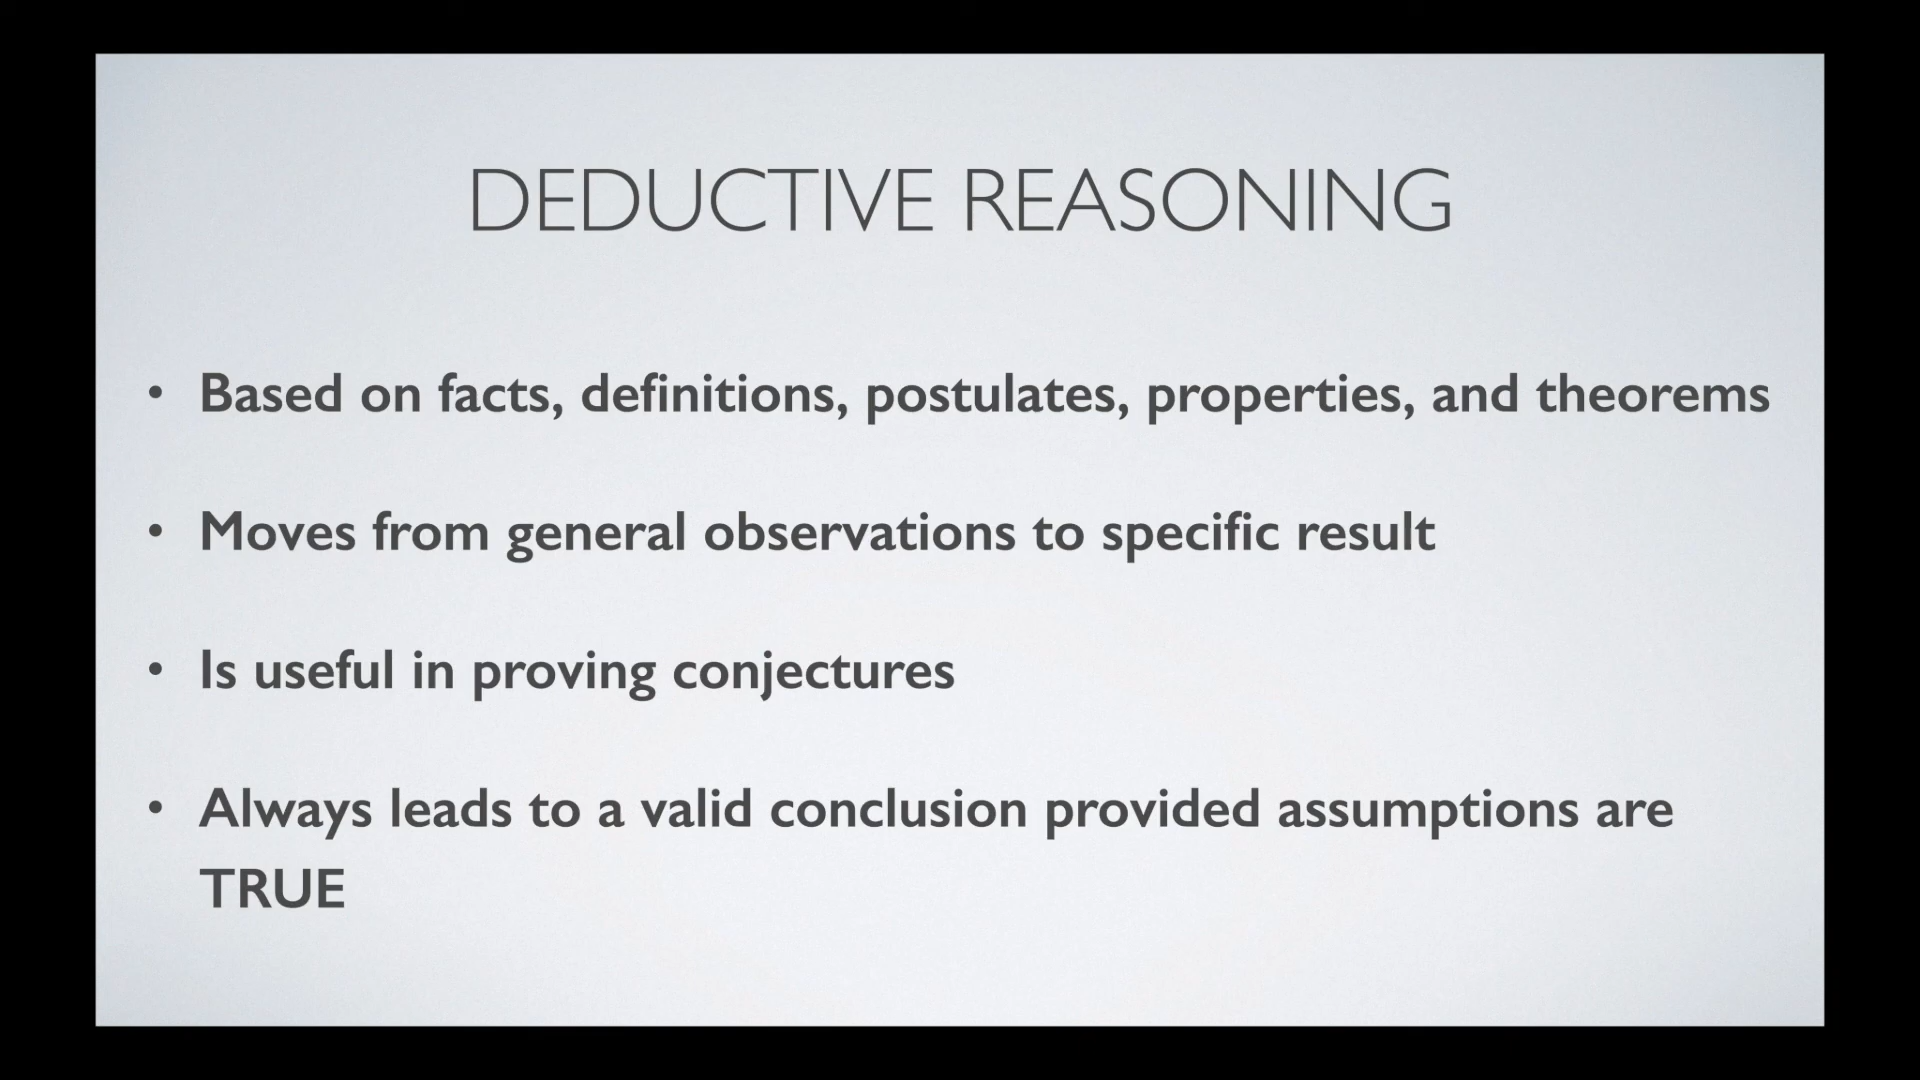 DEDUCTIVE REASONING
• Based on facts, definitions, postulates, properties, and theorems
• Moves from general observations to specific result
• Is useful in proving conjectures
• Always leads to a valid conclusion provided assumptions are
TRUE